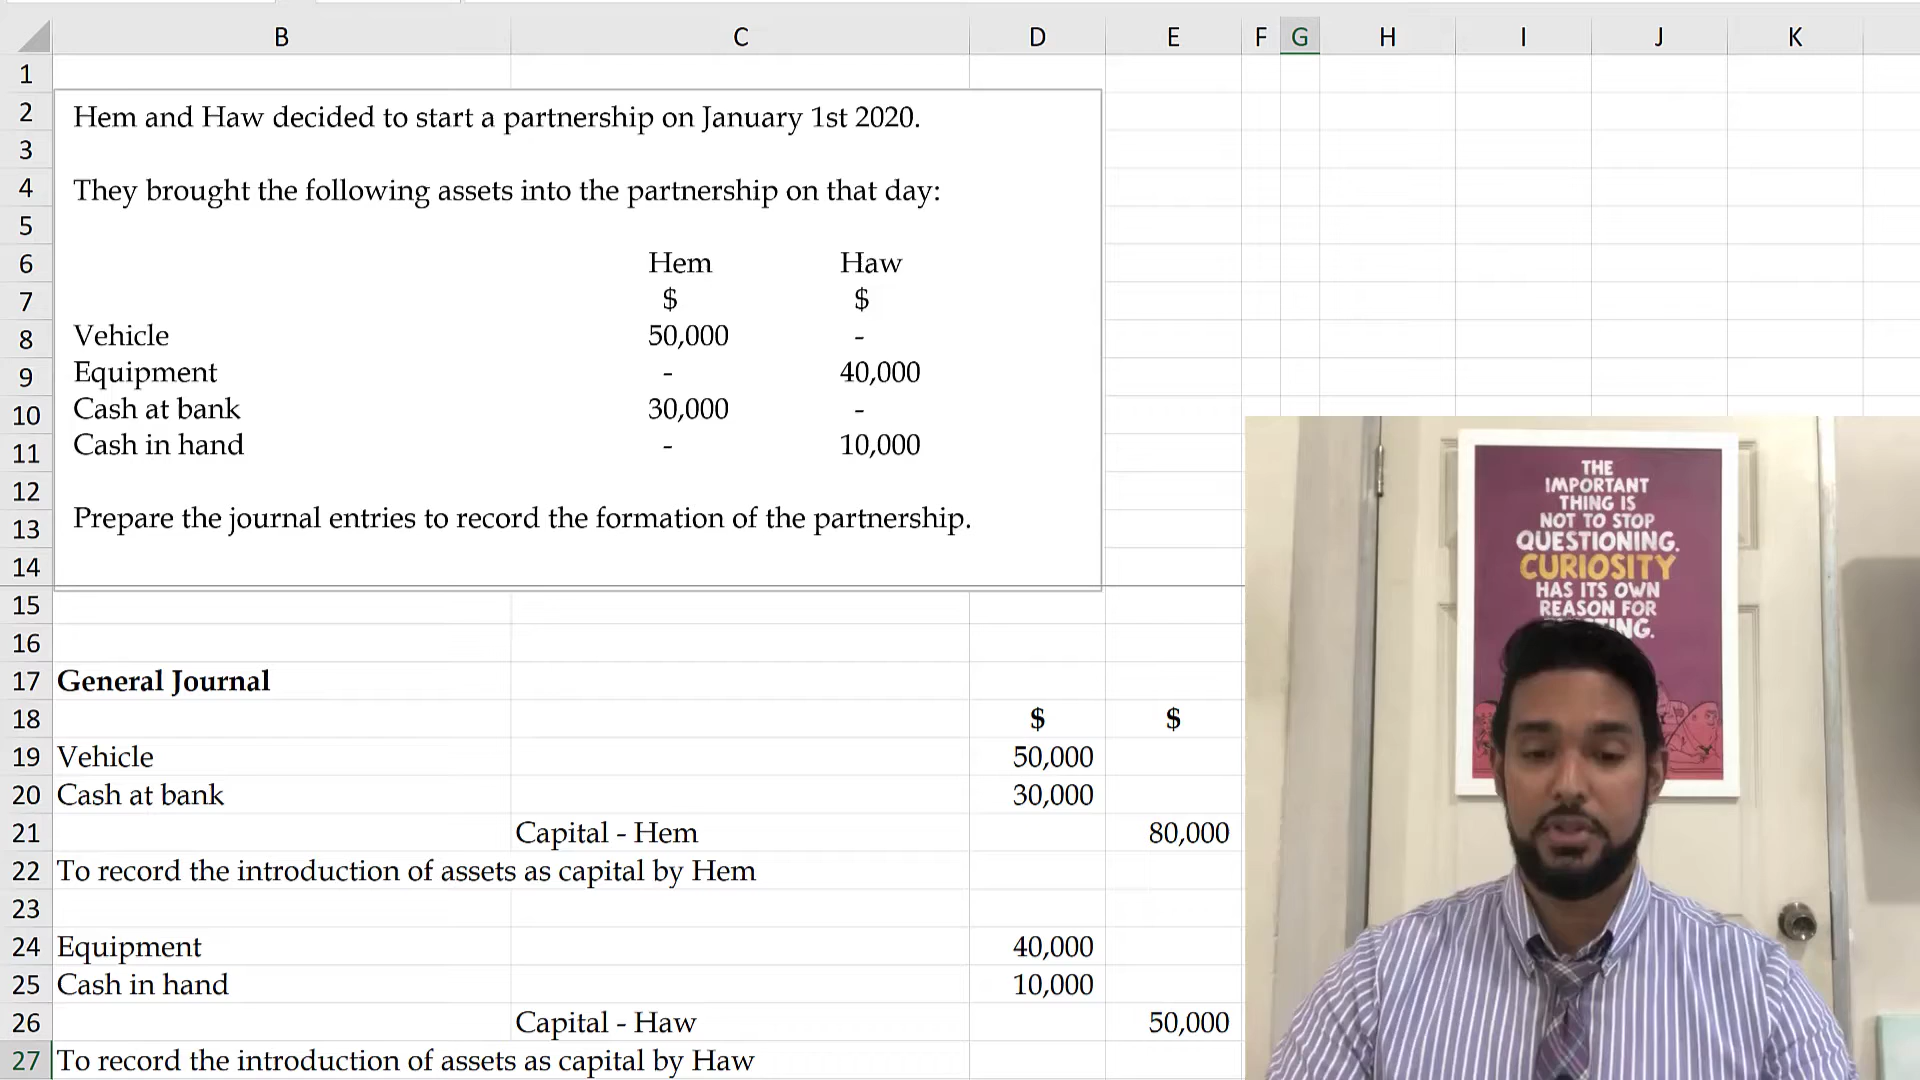 B C D E F G H I J K
1
2 Hem and Haw decided to start a partnership on January 1st 2020.
3
4 They brought the following assets into the partnership on that day:
5
6 Hem Haw
7 $ $
8 Vehicle 50,000 -
9 Equipment - 40,000
10 Cash at bank 30,000 -
11 Cash in hand - 10,000
12
13 Prepare the journal entries to record the formation of the partnership.
14
15
16
17 General Journal
18 $ $
19 Vehicle 50,000
20 Cash at bank 30,000
21 Capital - Hem 80,000
22 To record the introduction of assets as capital by Hem
23
24 Equipment 40,000
25 Cash in hand 10,000
26 Capital - Haw 50,000
27 To record the introduction of assets as capital by Haw
THE
IMPORTANT
THING IS
NOT TO STOP
QUESTIONING.
CURIOSITY
HAS ITS OWN
REASON FOR